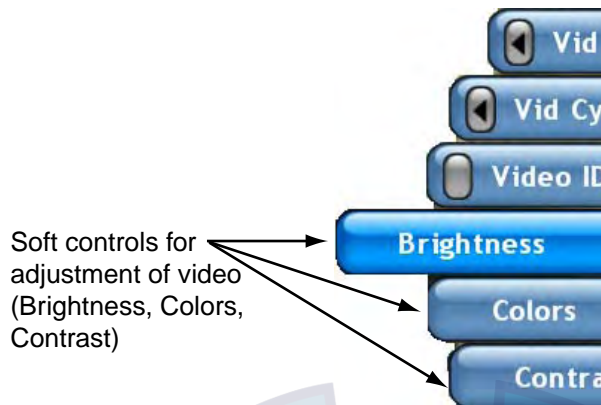 Vid
Vid Cy
Video ID
Brightness
Soft controls for
adjustment of video
(Brightness, Colors,
Contrast)
Colors
Contra